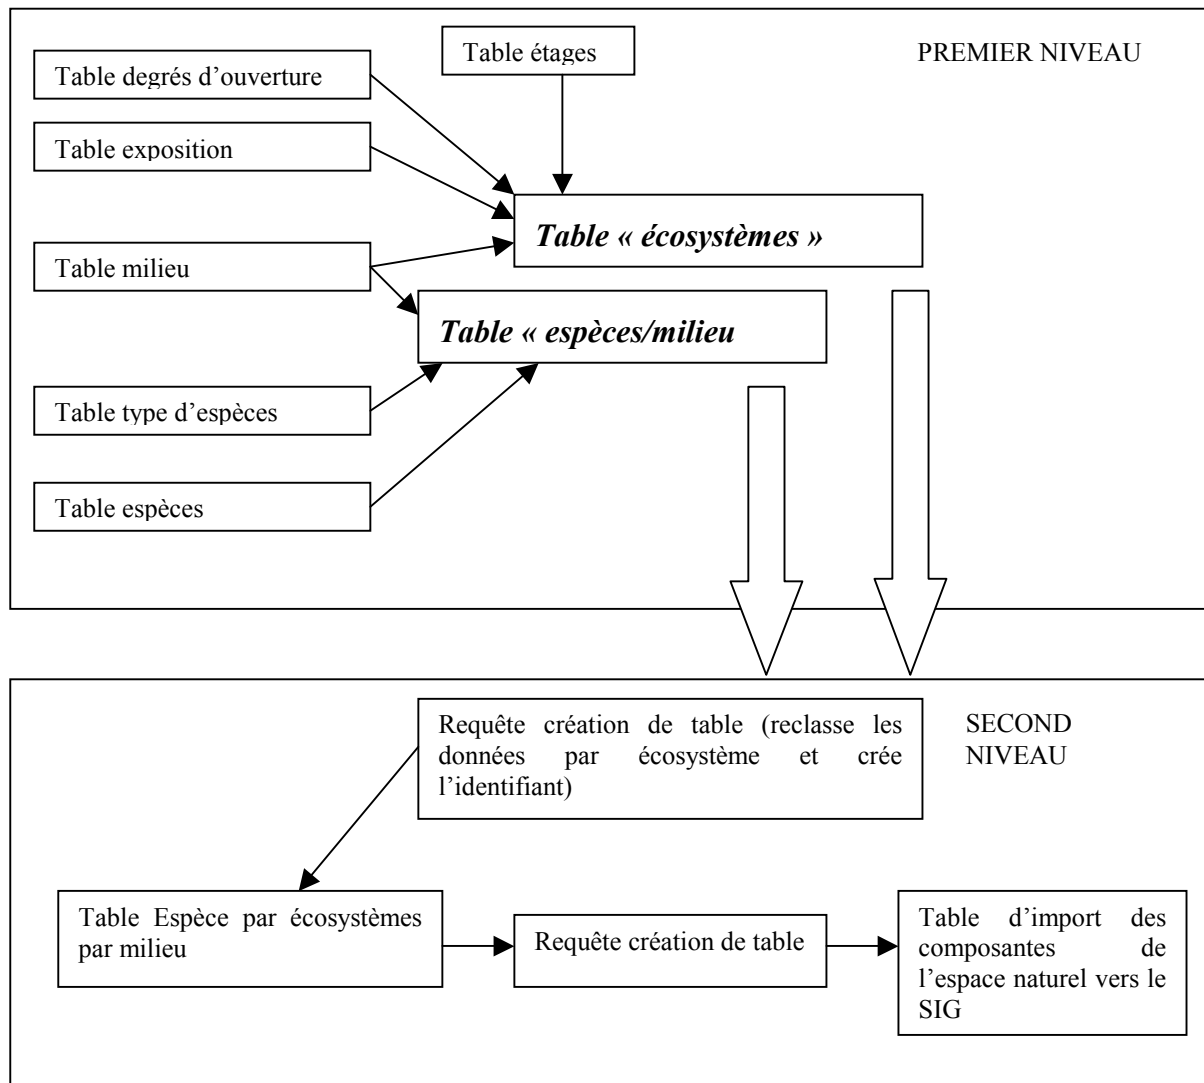 PREMIER NIVEAU
Table étages
Table degrés d’ouverture
Table exposition
Table « écosystèmes »
Table milieu
Table « espèces/milieu
Table type d’espèces
Table espèces
Requête création de table (reclasse les
données par écosystème et crée
l’identifiant)
SECOND
NIVEAU
Table Espèce par écosystèmes
par milieu
Requête création de table
Table d’import des
composantes de
l’espace naturel vers le
SIG